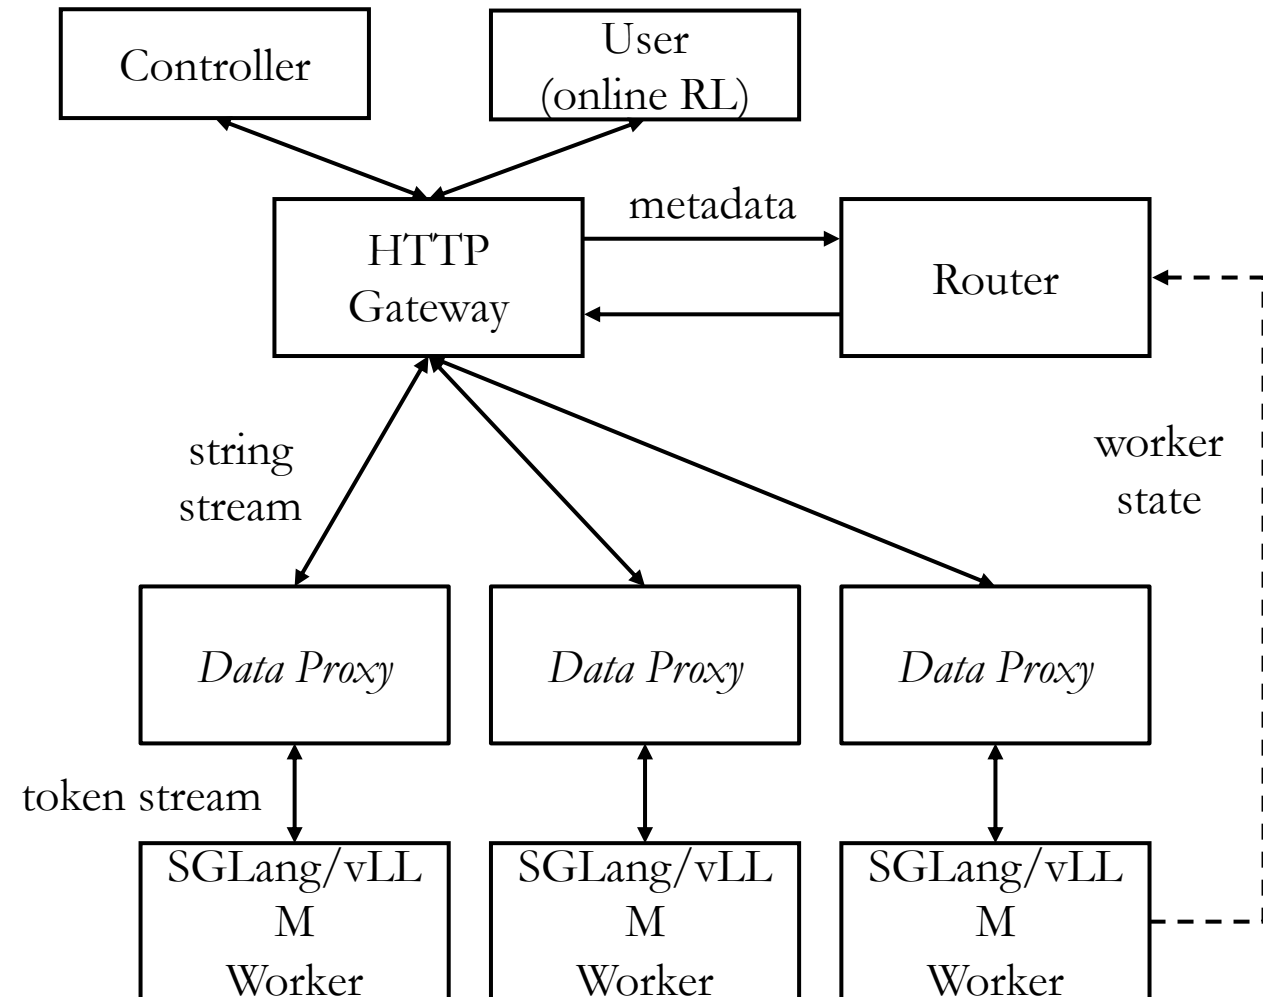 Controller
User
(online RL)
metadata
HTTP
Gateway
Router
string
stream
worker
state
Data Proxy
Data Proxy
Data Proxy
token stream
SGLang/vLL
M
Worker
SGLang/vLL
M
Worker
SGLang/vLL
M
Worker